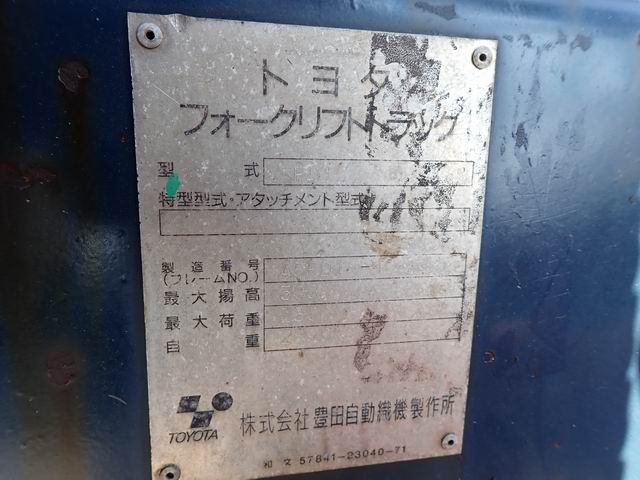 トヨタ
フォークリフトトラック
型式
特型型式・アタッチメント型式
製造番号
(フレームNO.)
最大揚高
最大荷重
自重
TOYOTA
株式会社豊田自動織機製作所
和文 57841-23040-71